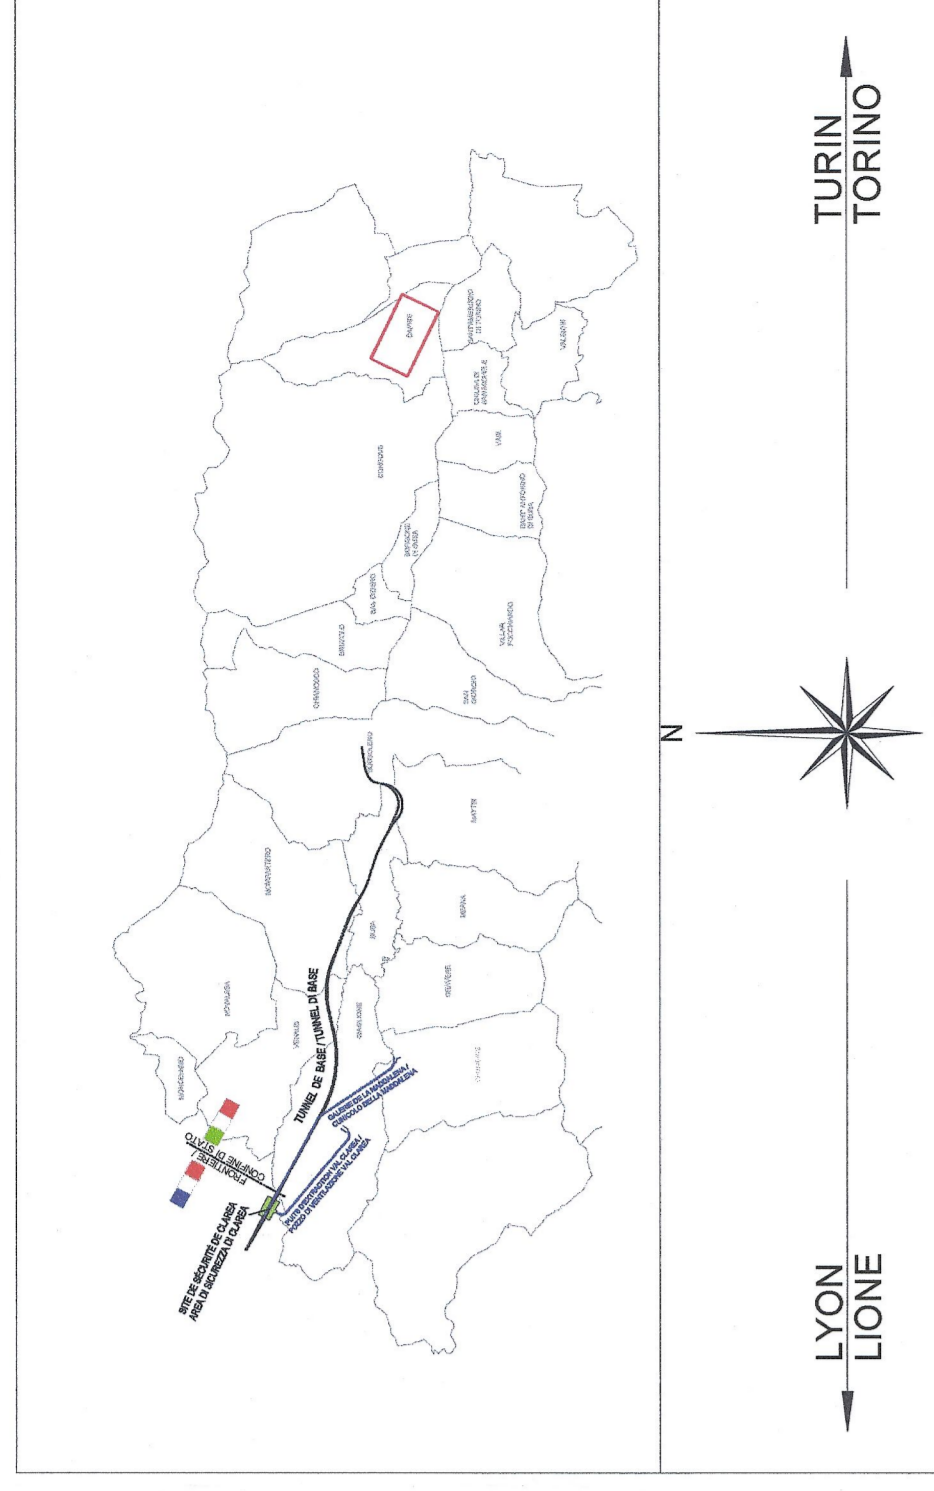 SITE DE SÉCURITÉ DE CLAREA
AREA DI SICUREZZA DI CLAREA
FRONTIERE /
CONFINE DI STATO
PUITS D'EXTRACTION VAL CLAREA /
POZZO DI VENTILAZIONE VAL CLAREA
GALERIE DE LA MADDALENA /
CUNICOLO DELLA MADDALENA
TUNNEL DE BASE / TUNNEL DI BASE
MONCENISIO
NOVALESA
VENAUS
MOMPANTERO
GIAGLIONE
SUSA
GRAVERE
MEANA
MATTIE
BUSSOLENO
CHIANOCCO
BRUZOLO
SAN DIDERO
BORGONE
DI SUSA
SAN
GIORIO
VILLAR
FOCCHIARDO
CONDOVE
SANT'ANTONINO
DI SUSA
VAIE
CHIUSA DI
SAN MICHELE
CAPRIE
SANT'AMBROGIO
DI TORINO
VALGIOIE
N
LYON
LIONE
TURIN
TORINO